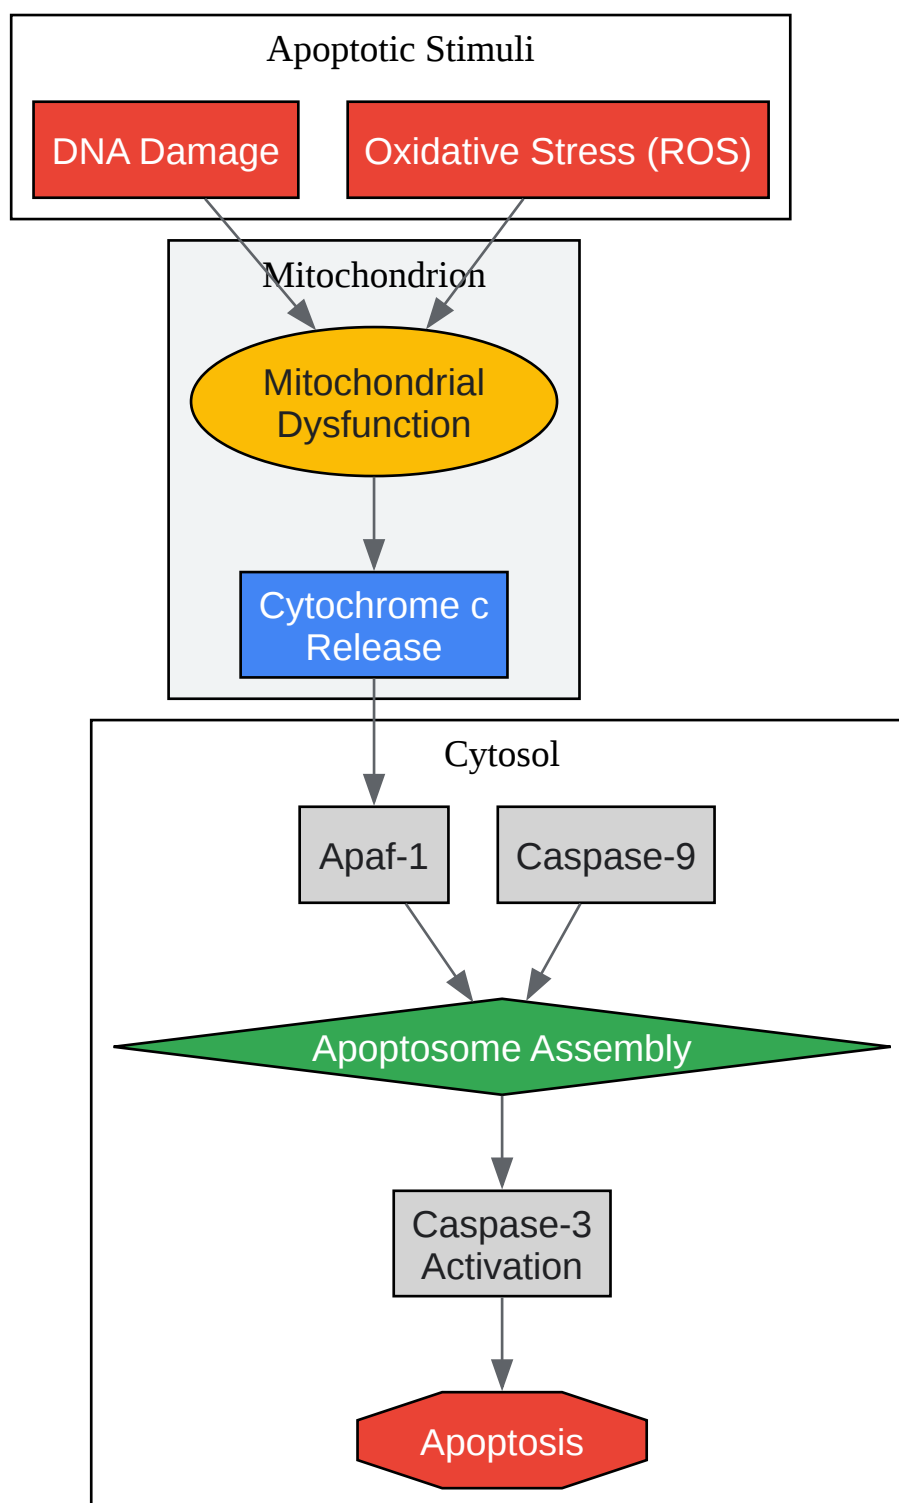 Apoptotic Stimuli
DNA Damage
Oxidative Stress (ROS)
Mitochondrion
Mitochondrial
Dysfunction
Cytochrome c
Release
Cytosol
Apaf-1
Caspase-9
Apoptosome Assembly
Caspase-3
Activation
Apoptosis